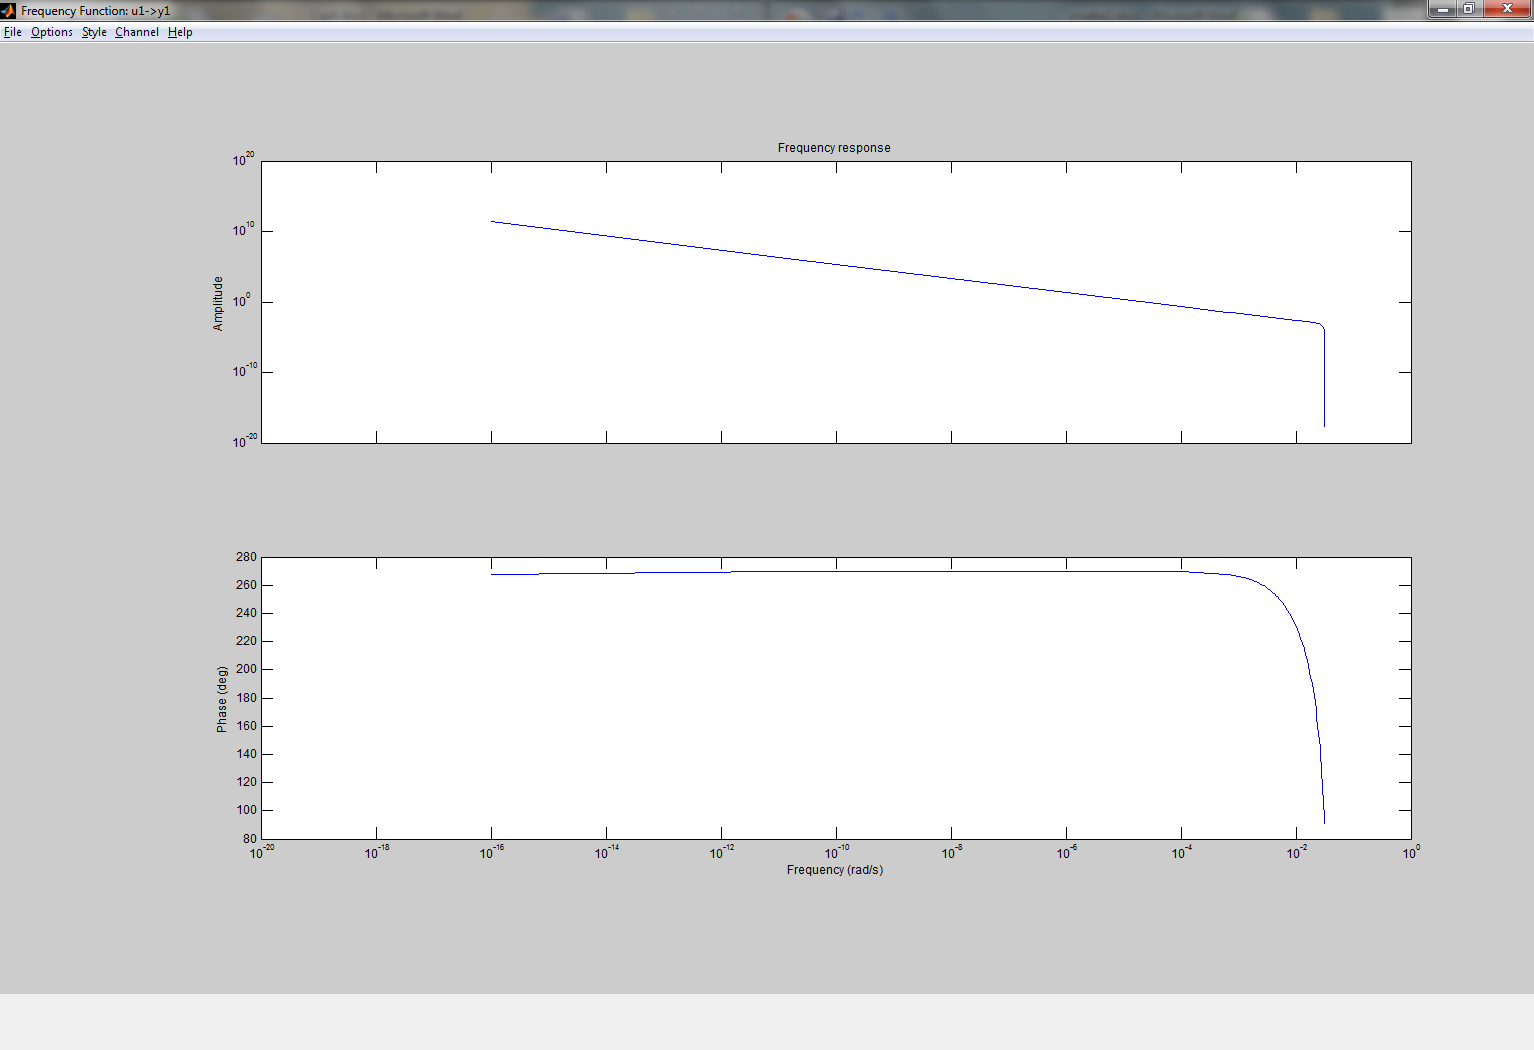 Frequency Function: u1->y1
File Options Style Channel Help
Frequency response
10^20
10^10
10^0
10^-10
10^-20
Amplitude
280
260
240
220
200
180
160
140
120
100
80
Phase (deg)
10^-20 10^-18 10^-16 10^-14 10^-12 10^-10 10^-8 10^-6 10^-4 10^-2 10^0
Frequency (rad/s)